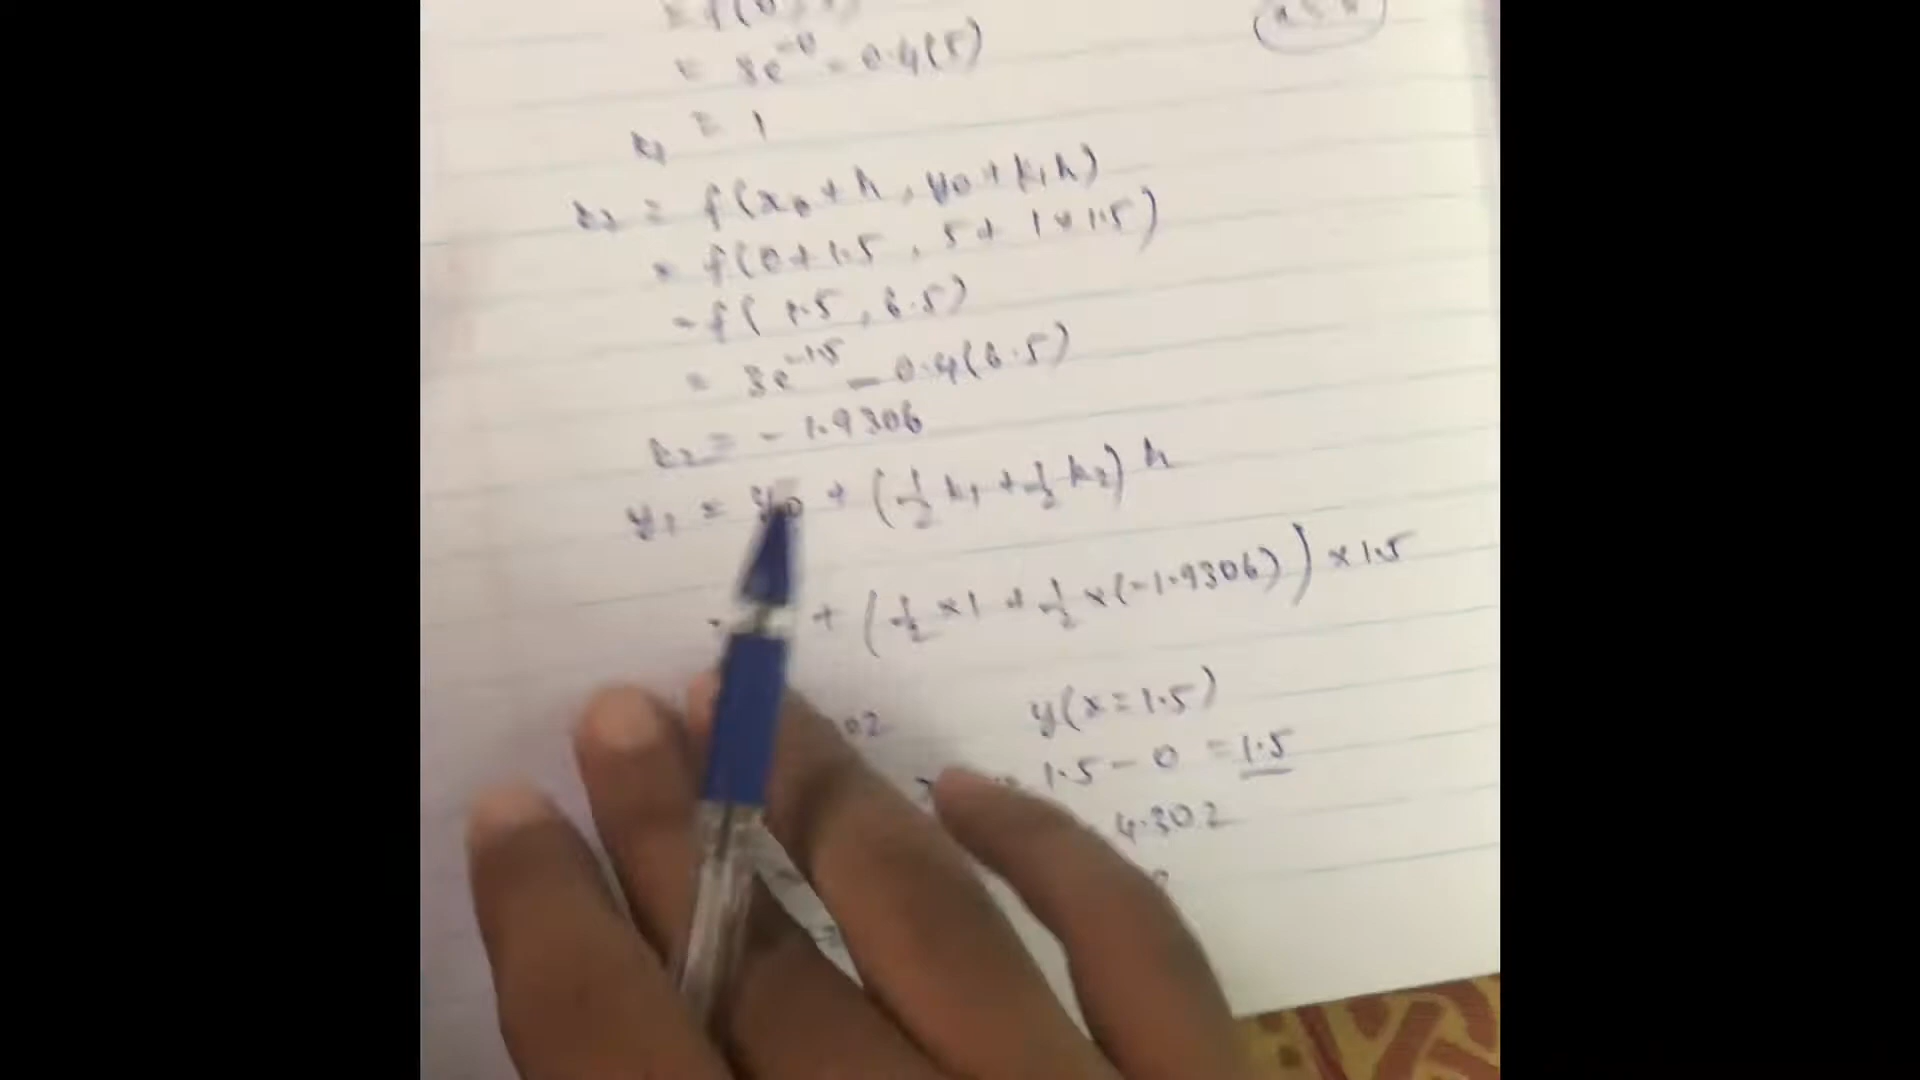 = 3e^-0 - 0.4(5)
k1 = 1
k2 = f(x0 + h, y0 + k1h)
= f(0 + 1.5, 5 + 1 × 1.5)
= f(1.5, 6.5)
= 3e^-1.5 - 0.4(6.5)
k2 = - 1.9306
y1 = y0 + (1/2 k1 + 1/2 k2) h
+ (1/2 × 1 + 1/2 × (-1.9306)) × 1.5
02 y(x = 1.5)
= 1.5 - 0 = 1.5
4.302